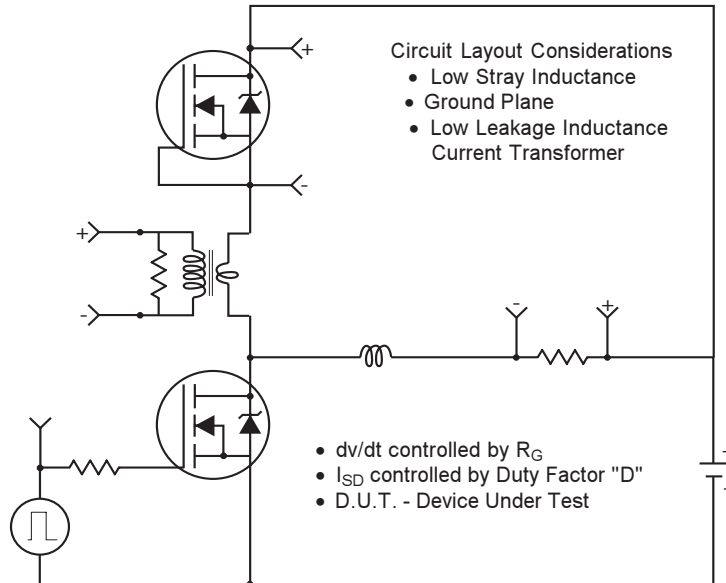 +
Circuit Layout Considerations
• Low Stray Inductance
• Ground Plane
• Low Leakage Inductance
Current Transformer
-
+
-
-
+
• dv/dt controlled by RG
• ISD controlled by Duty Factor "D"
• D.U.T. - Device Under Test
+
-